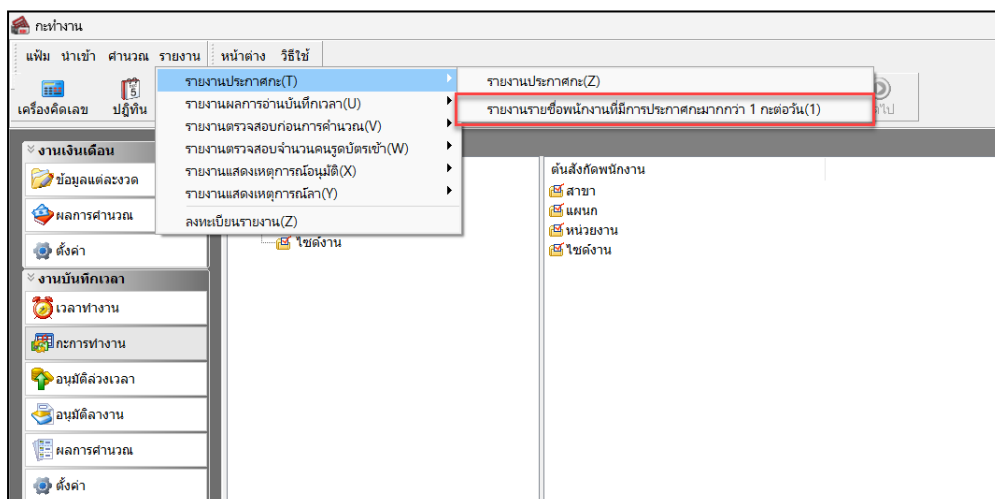 กะทำงาน
แฟ้ม นำเข้า คำนวณ รายงาน หน้าต่าง วิธีใช้
เครื่องคิดเลข ปฎิทิน
รายงานประกาศกะ(T)
รายงานผลการอ่านบันทึกเวลา(U)
รายงานตรวจสอบก่อนการคำนวณ(V)
รายงานตรวจสอบจำนวนคนรูดบัตรเข้า(W)
รายงานแสดงเหตุการณ์อนุมัติ(X)
รายงานแสดงเหตุการณ์ลา(Y)
ลงทะเบียนรายงาน(Z)
รายงานประกาศกะ(Z)
รายงานรายชื่อพนักงานที่มีการประกาศกะมากกว่า 1 กะต่อวัน(1)
งานเงินเดือน
ข้อมูลแต่ละงวด
ผลการคำนวณ
ตั้งค่า
งานบันทึกเวลา
เวลาทำงาน
กะการทำงาน
อนุมัติล่วงเวลา
อนุมัติลางาน
ผลการคำนวณ
ตั้งค่า
ไซต์งาน
ต้นสังกัดพนักงาน
สาขา
แผนก
หน่วยงาน
ไซต์งาน